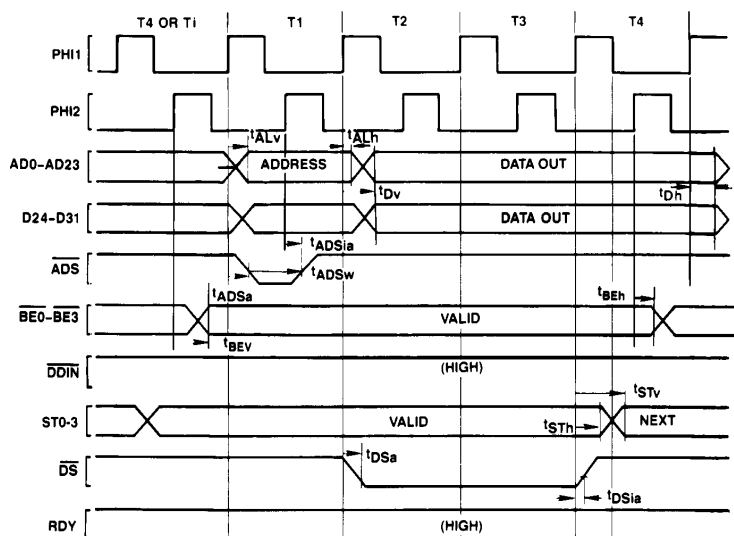 T4 OR Ti T1 T2 T3 T4
PHI1
PHI2
tALv tALh
AD0-AD23 ADDRESS DATA OUT
tDv tDh
D24-D31 DATA OUT
tADSia
ADS tADSw
tADSa tBEh
BE0-BE3 VALID
tBEV
DDIN (HIGH)
tSTv
ST0-3 VALID tSTh NEXT
DS tDSa
tDSia
RDY (HIGH)